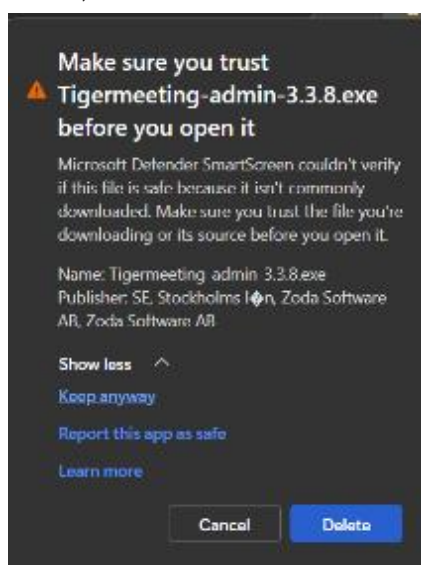 Make sure you trust
Tigermeeting-admin-3.3.8.exe
before you open it
Microsoft Defender SmartScreen couldn't verify
if this file is safe because it isn't commonly
downloaded. Make sure you trust the file you're
downloading or its source before you open it.
Name: Tigermeeting-admin-3.3.8.exe
Publisher: SE, Stockholms l�n, Zoda Software
AB, Zoda Software AB
Show less
Keep anyway
Report this app as safe
Learn more
Cancel
Delete